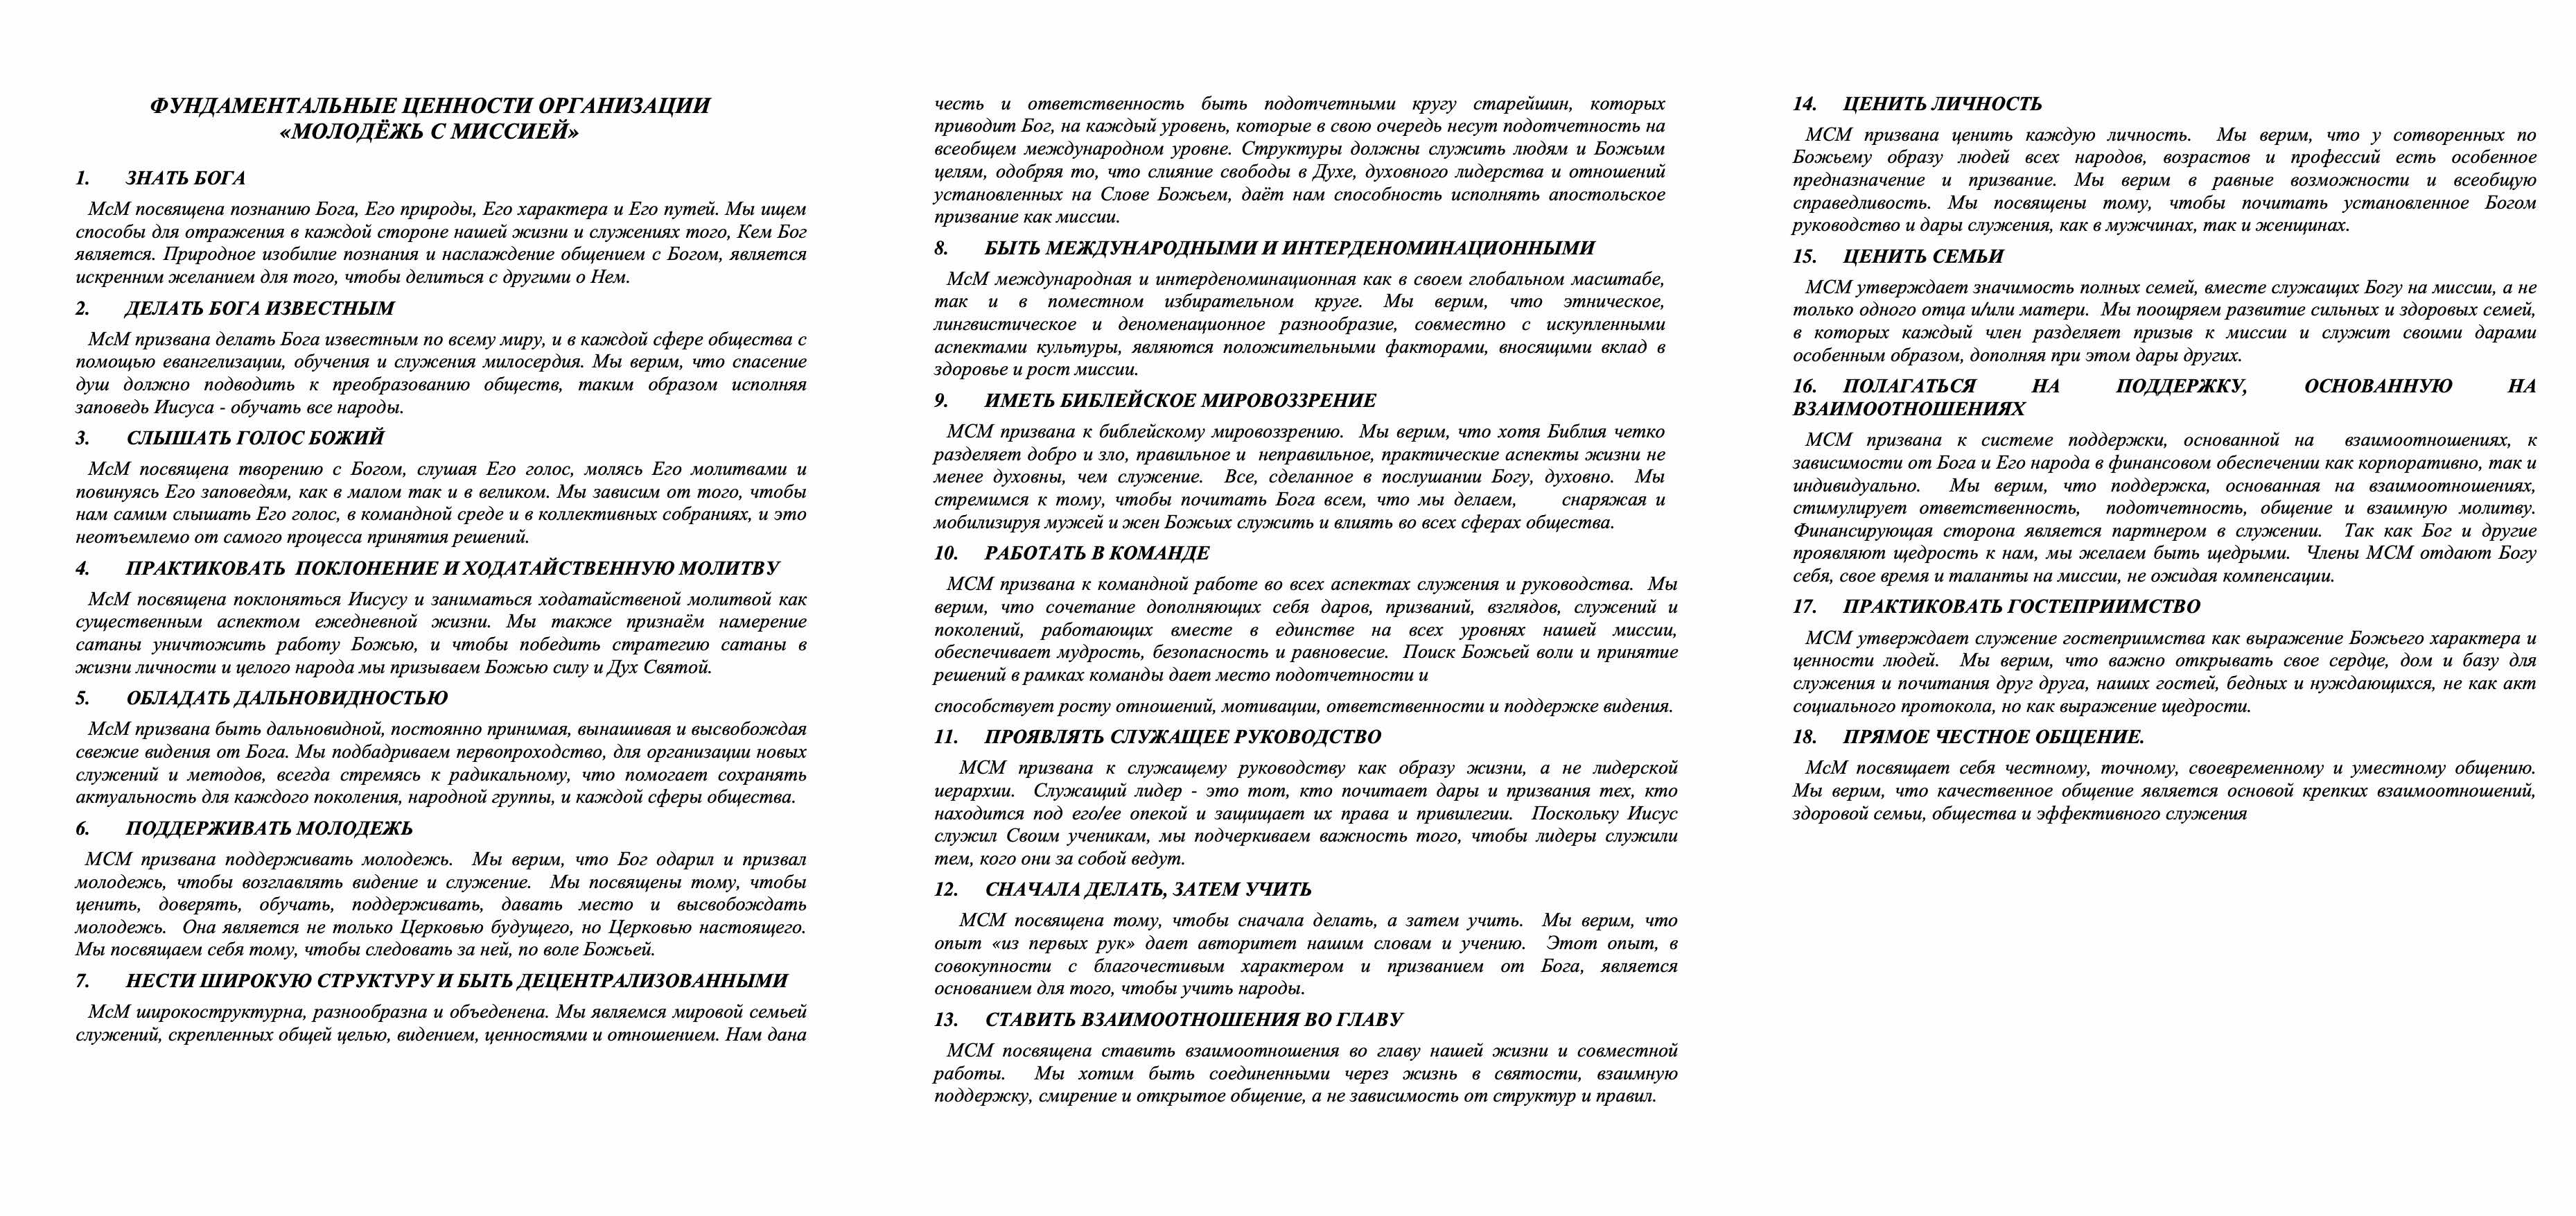 ФУНДАМЕНТАЛЬНЫЕ ЦЕННОСТИ ОРГАНИЗАЦИИ
«МОЛОДЁЖЬ С МИССИЕЙ»
1. ЗНАТЬ БОГА
МсМ посвящена познанию Бога, Его природы, Его характера и Его путей. Мы ищем
способы для отражения в каждой стороне нашей жизни и служениях того, Кем Бог
является. Природное изобилие познания и наслаждение общением с Богом, является
искренним желанием для того, чтобы делиться с другими о Нем.
2. ДЕЛАТЬ БОГА ИЗВЕСТНЫМ
МсМ призвана делать Бога известным по всему миру, и в каждой сфере общества с
помощью евангелизации, обучения и служения милосердия. Мы верим, что спасение
душ должно подводить к преобразованию обществ, таким образом исполняя
заповедь Иисуса - обучать все народы.
3. СЛЫШАТЬ ГОЛОС БОЖИЙ
МсМ посвящена творению с Богом, слушая Его голос, молясь Его молитвами и
повинуясь Его заповедям, как в малом так и в великом. Мы зависим от того, чтобы
нам самим слышать Его голос, в командной среде и в коллективных собраниях, и это
неотъемлемо от самого процесса принятия решений.
4. ПРАКТИКОВАТЬ ПОКЛОНЕНИЕ И ХОДАТАЙСТВЕННУЮ МОЛИТВУ
МсМ посвящена поклоняться Иисусу и заниматься ходатайственой молитвой как
существенным аспектом ежедневной жизни. Мы также признаём намерение
сатаны уничтожить работу Божью, и чтобы победить стратегию сатаны в
жизни личности и целого народа мы призываем Божью силу и Дух Святой.
5. ОБЛАДАТЬ ДАЛЬНОВИДНОСТЬЮ
МсМ призвана быть дальновидной, постоянно принимая, вынашивая и высвобождая
свежие видения от Бога. Мы подбадриваем первопроходство, для организации новых
служений и методов, всегда стремясь к радикальному, что помогает сохранять
актуальность для каждого поколения, народной группы, и каждой сферы общества.
6. ПОДДЕРЖИВАТЬ МОЛОДЕЖЬ
МСМ призвана поддерживать молодежь. Мы верим, что Бог одарил и призвал
молодежь, чтобы возглавлять видение и служение. Мы посвящены тому, чтобы
ценить, доверять, обучать, поддерживать, давать место и высвобождать
молодежь. Она является не только Церковью будущего, но Церковью настоящего.
Мы посвящаем себя тому, чтобы следовать за ней, по воле Божьей.
7. НЕСТИ ШИРОКУЮ СТРУКТУРУ И БЫТЬ ДЕЦЕНТРАЛИЗОВАННЫМИ
МсМ широкоструктурна, разнообразна и объеденена. Мы являемся мировой семьей
служений, скрепленных общей целью, видением, ценностями и отношением. Нам дана
честь и ответственность быть подотчетными кругу старейшин, которых
приводит Бог, на каждый уровень, которые в свою очередь несут подотчетность на
всеобщем международном уровне. Структуры должны служить людям и Божьим
целям, одобряя то, что слияние свободы в Духе, духовного лидерства и отношений
установленных на Слове Божьем, даёт нам способность исполнять апостольское
призвание как миссии.
8. БЫТЬ МЕЖДУНАРОДНЫМИ И ИНТЕРДЕНОМИНАЦИОННЫМИ
МсМ международная и интерденоминационная как в своем глобальном масштабе,
так и в поместном избирательном круге. Мы верим, что этническое,
лингвистическое и деноменационное разнообразие, совместно с искупленными
аспектами культуры, являются положительными факторами, вносящими вклад в
здоровье и рост миссии.
9. ИМЕТЬ БИБЛЕЙСКОЕ МИРОВОЗЗРЕНИЕ
МСМ призвана к библейскому мировоззрению. Мы верим, что хотя Библия четко
разделяет добро и зло, правильное и неправильное, практические аспекты жизни не
менее духовны, чем служение. Все, сделанное в послушании Богу, духовно. Мы
стремимся к тому, чтобы почитать Бога всем, что мы делаем, снаряжая и
мобилизируя мужей и жен Божьих служить и влиять во всех сферах общества.
10. РАБОТАТЬ В КОМАНДЕ
МСМ призвана к командной работе во всех аспектах служения и руководства. Мы
верим, что сочетание дополняющих себя даров, призваний, взглядов, служений и
поколений, работающих вместе в единстве на всех уровнях нашей миссии,
обеспечивает мудрость, безопасность и равновесие. Поиск Божьей воли и принятие
решений в рамках команды дает место подотчетности и
способствует росту отношений, мотивации, ответственности и поддержке видения.
11. ПРОЯВЛЯТЬ СЛУЖАЩЕЕ РУКОВОДСТВО
МСМ призвана к служащему руководству как образу жизни, а не лидерской
иерархии. Служащий лидер - это тот, кто почитает дары и призвания тех, кто
находится под его/ее опекой и защищает их права и привилегии. Поскольку Иисус
служил Своим ученикам, мы подчеркиваем важность того, чтобы лидеры служили
тем, кого они за собой ведут.
12. СНАЧАЛА ДЕЛАТЬ, ЗАТЕМ УЧИТЬ
МСМ посвящена тому, чтобы сначала делать, а затем учить. Мы верим, что
опыт «из первых рук» дает авторитет нашим словам и учению. Этот опыт, в
совокупности с благочестивым характером и призванием от Бога, является
основанием для того, чтобы учить народы.
13. СТАВИТЬ ВЗАИМООТНОШЕНИЯ ВО ГЛАВУ
МСМ посвящена ставить взаимоотношения во главу нашей жизни и совместной
работы. Мы хотим быть соединенными через жизнь в святости, взаимную
поддержку, смирение и открытое общение, а не зависимость от структур и правил.
14. ЦЕНИТЬ ЛИЧНОСТЬ
МСМ призвана ценить каждую личность. Мы верим, что у сотворенных по
Божьему образу людей всех народов, возрастов и профессий есть особенное
предназначение и призвание. Мы верим в равные возможности и всеобщую
справедливость. Мы посвящены тому, чтобы почитать установленное Богом
руководство и дары служения, как в мужчинах, так и женщинах.
15. ЦЕНИТЬ СЕМЬИ
МСМ утверждает значимость полных семей, вместе служащих Богу на миссии, а не
только одного отца и/или матери. Мы поощряем развитие сильных и здоровых семей,
в которых каждый член разделяет призыв к миссии и служит своими дарами
особенным образом, дополняя при этом дары других.
16. ПОЛАГАТЬСЯ НА ПОДДЕРЖКУ, ОСНОВАННУЮ НА
ВЗАИМООТНОШЕНИЯХ
МСМ призвана к системе поддержки, основанной на взаимоотношениях, к
зависимости от Бога и Его народа в финансовом обеспечении как корпоративно, так и
индивидуально. Мы верим, что поддержка, основанная на взаимоотношениях,
стимулирует ответственность, подотчетность, общение и взаимную молитву.
Финансирующая сторона является партнером в служении. Так как Бог и другие
проявляют щедрость к нам, мы желаем быть щедрыми. Члены МСМ отдают Богу
себя, свое время и таланты на миссии, не ожидая компенсации.
17. ПРАКТИКОВАТЬ ГОСТЕПРИИМСТВО
МСМ утверждает служение гостеприимства как выражение Божьего характера и
ценности людей. Мы верим, что важно открывать свое сердце, дом и базу для
служения и почитания друг друга, наших гостей, бедных и нуждающихся, не как акт
социального протокола, но как выражение щедрости.
18. ПРЯМОЕ ЧЕСТНОЕ ОБЩЕНИЕ.
МсМ посвящает себя честному, точному, своевременному и уместному общению.
Мы верим, что качественное общение является основой крепких взаимоотношений,
здоровой семьи, общества и эффективного служения